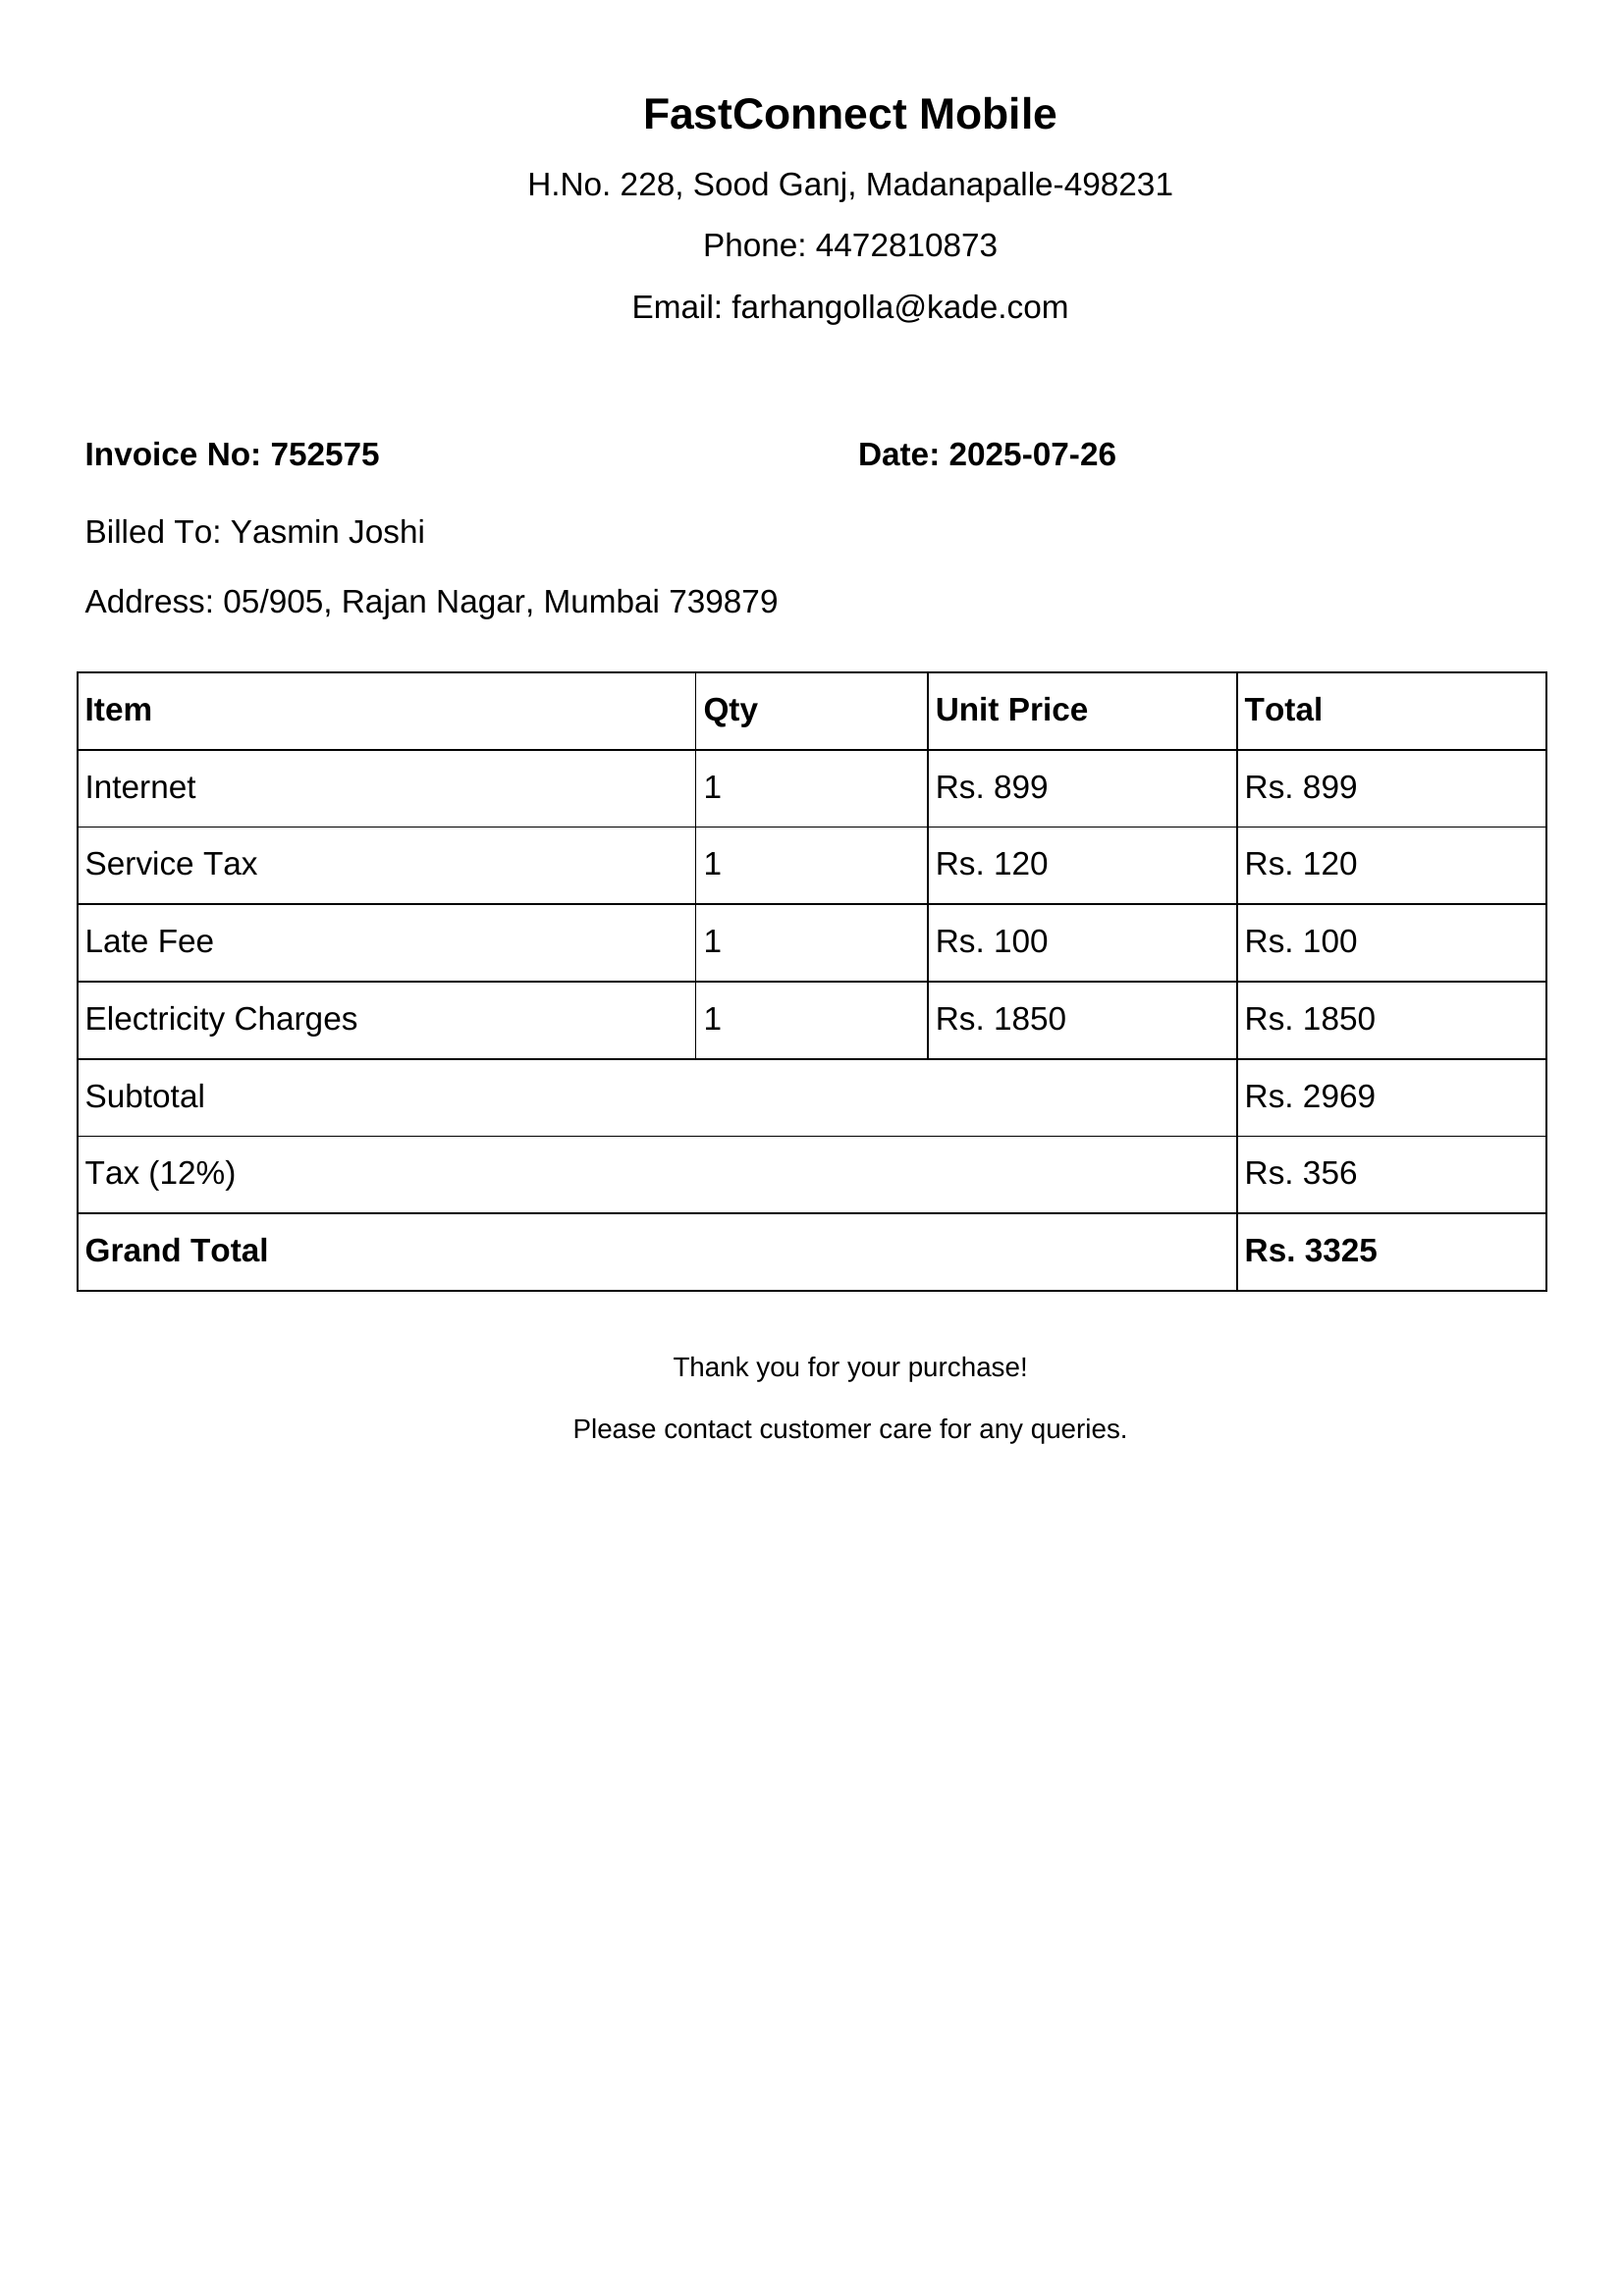 FastConnect Mobile
H.No. 228, Sood Ganj, Madanapalle-498231
Phone: 4472810873
Email: farhangolla@kade.com
Invoice No: 752575 Date: 2025-07-26
Billed To: Yasmin Joshi
Address: 05/905, Rajan Nagar, Mumbai 739879
Item Qty Unit Price Total
Internet 1 Rs. 899 Rs. 899
Service Tax 1 Rs. 120 Rs. 120
Late Fee 1 Rs. 100 Rs. 100
Electricity Charges 1 Rs. 1850 Rs. 1850
Subtotal Rs. 2969
Tax (12%) Rs. 356
Grand Total Rs. 3325
Thank you for your purchase!
Please contact customer care for any queries.